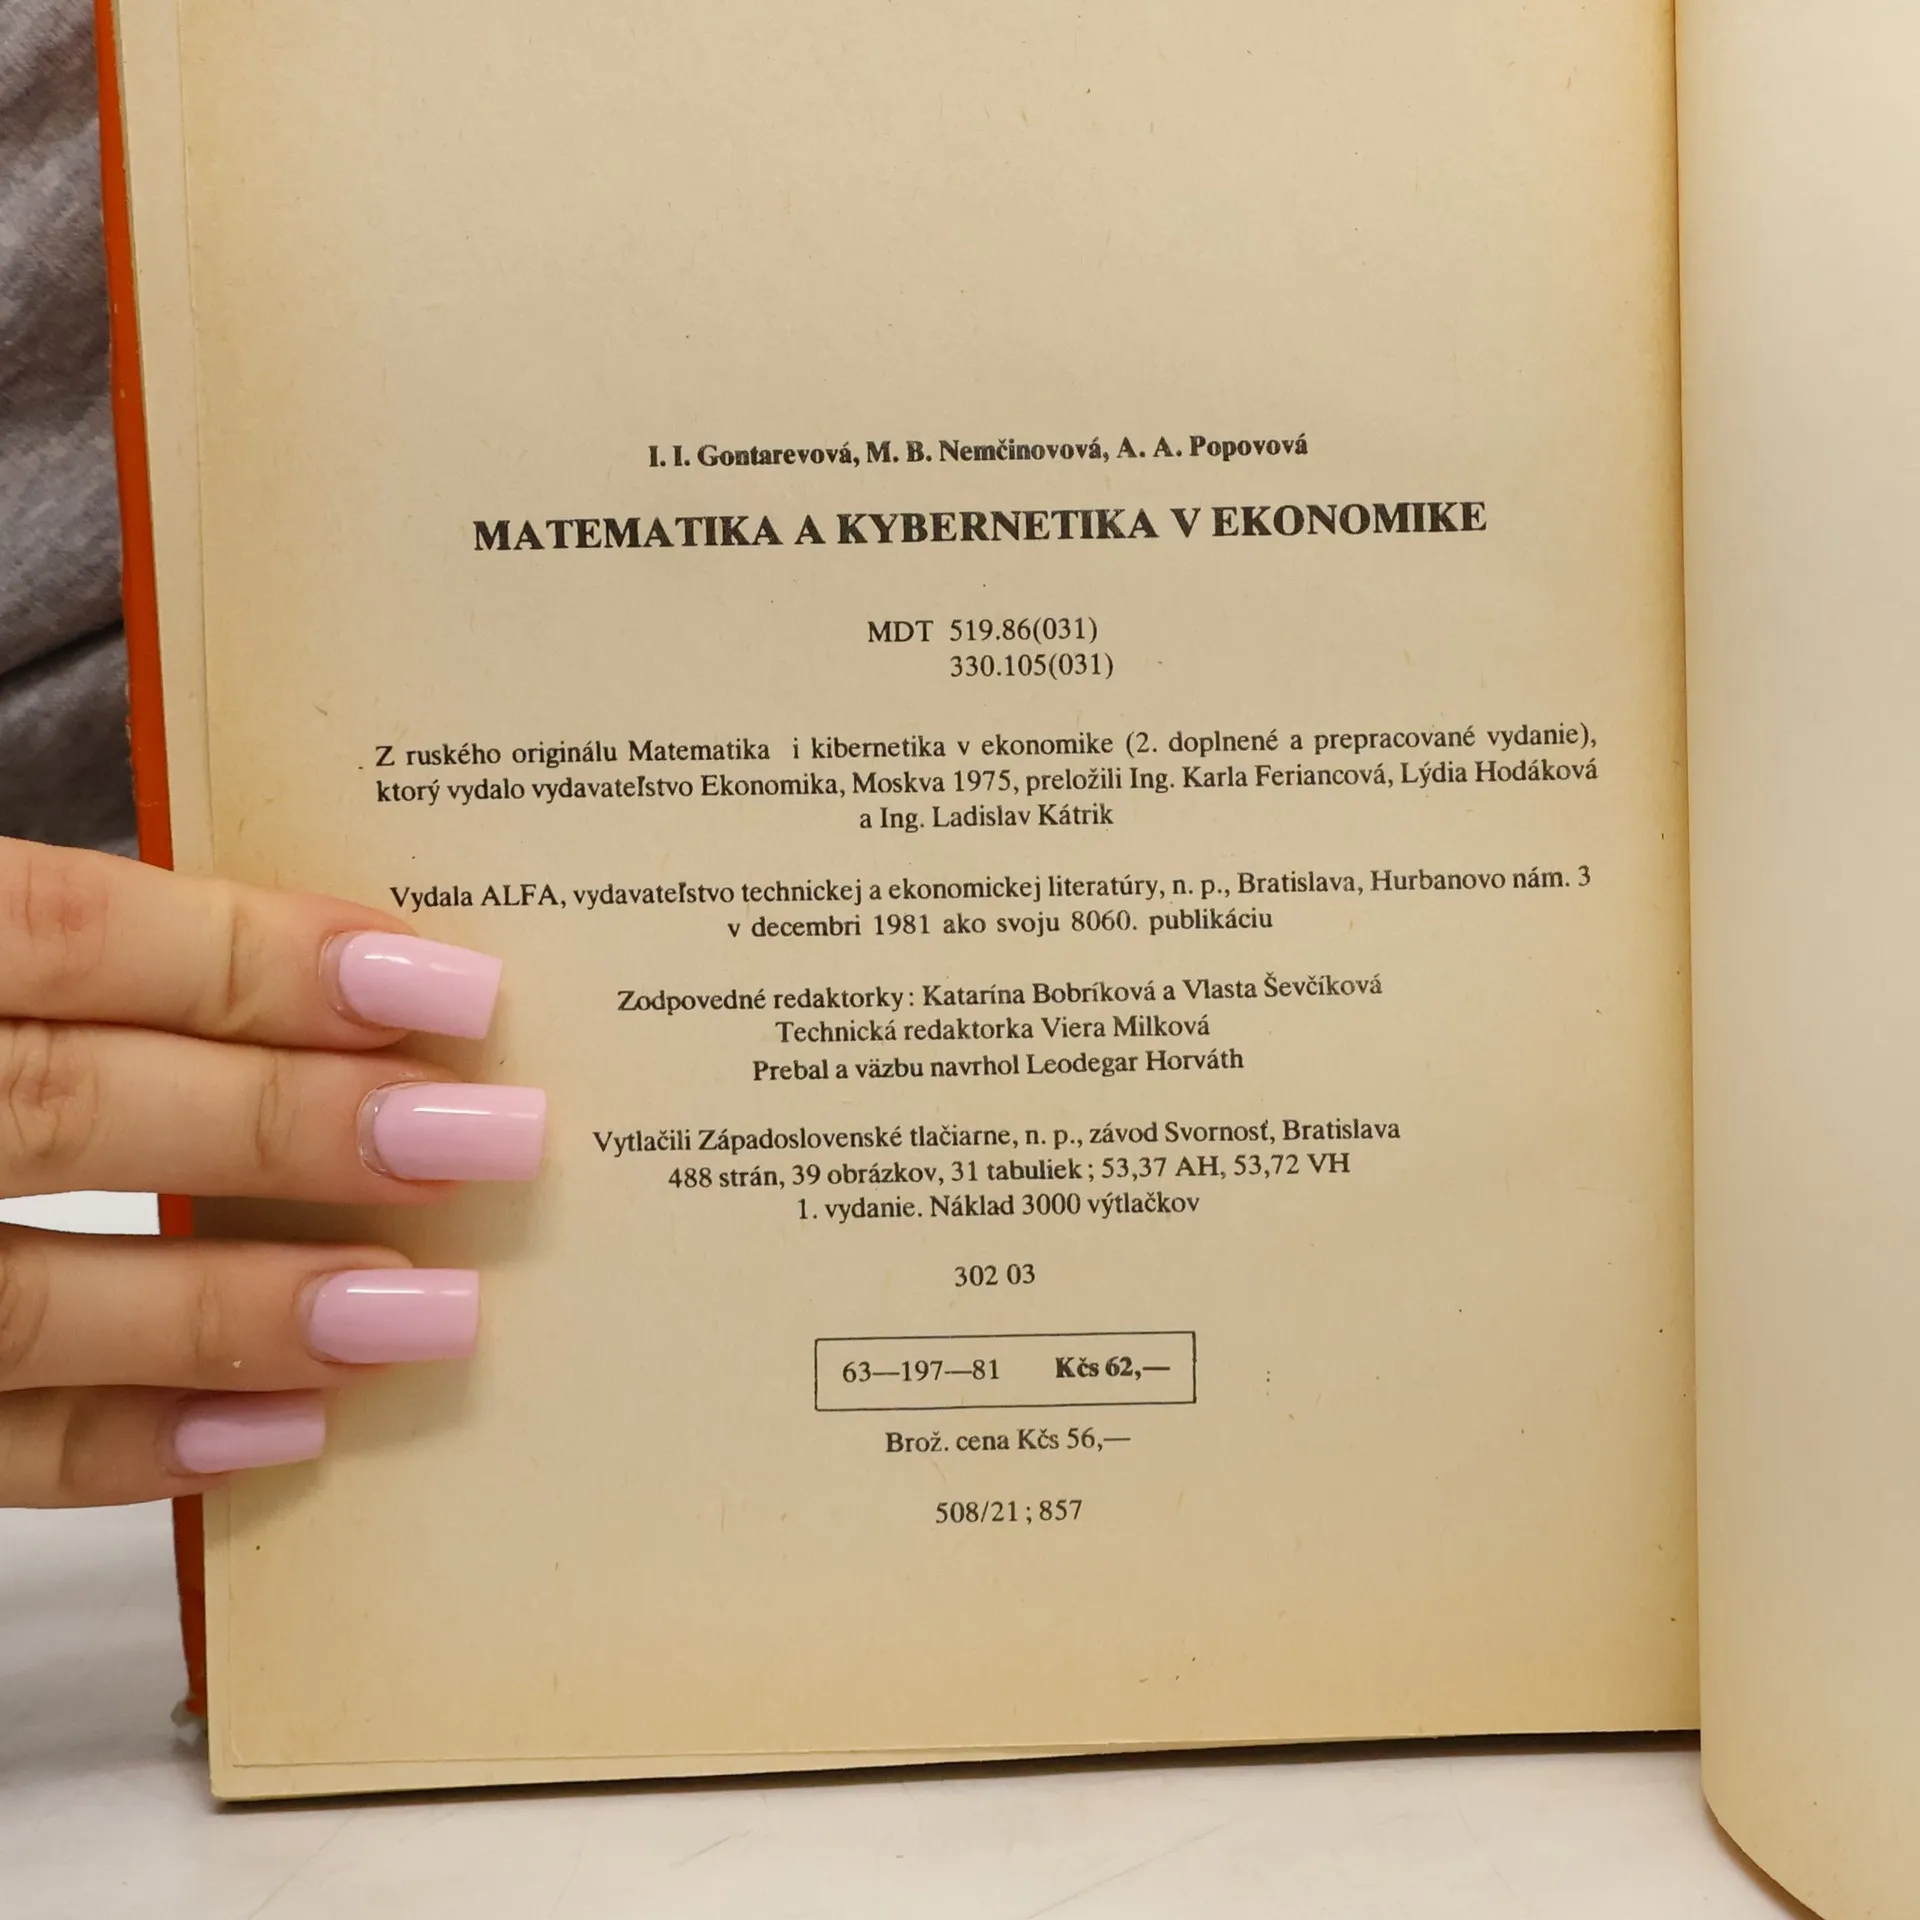 I. I. Gontarevová, M. B. Nemčinovová, A. A. Popovová
MATEMATIKA A KYBERNETIKA V EKONOMIKE
MDT 519.86(031)
330.105(031)
Z ruského originálu Matematika i kibernetika v ekonomike (2. doplnené a prepracované vydanie),
ktorý vydalo vydavateľstvo Ekonomika, Moskva 1975, preložili Ing. Karla Feriancová, Lýdia Hodáková
a Ing. Ladislav Kátrik
Vydala ALFA, vydavateľstvo technickej a ekonomickej literatúry, n. p., Bratislava, Hurbanovo nám. 3
v decembri 1981 ako svoju 8060. publikáciu
Zodpovedné redaktorky: Katarína Bobríková a Vlasta Ševčíková
Technická redaktorka Viera Milková
Prebal a väzbu navrhol Leodegar Horváth
Vytlačili Západoslovenské tlačiarne, n. p., závod Svornosť, Bratislava
488 strán, 39 obrázkov, 31 tabuliek; 53,37 AH, 53,72 VH
1. vydanie. Náklad 3000 výtlačkov
302 03
63—197—81 Kčs 62,—
Brož. cena Kčs 56,—
508/21; 857